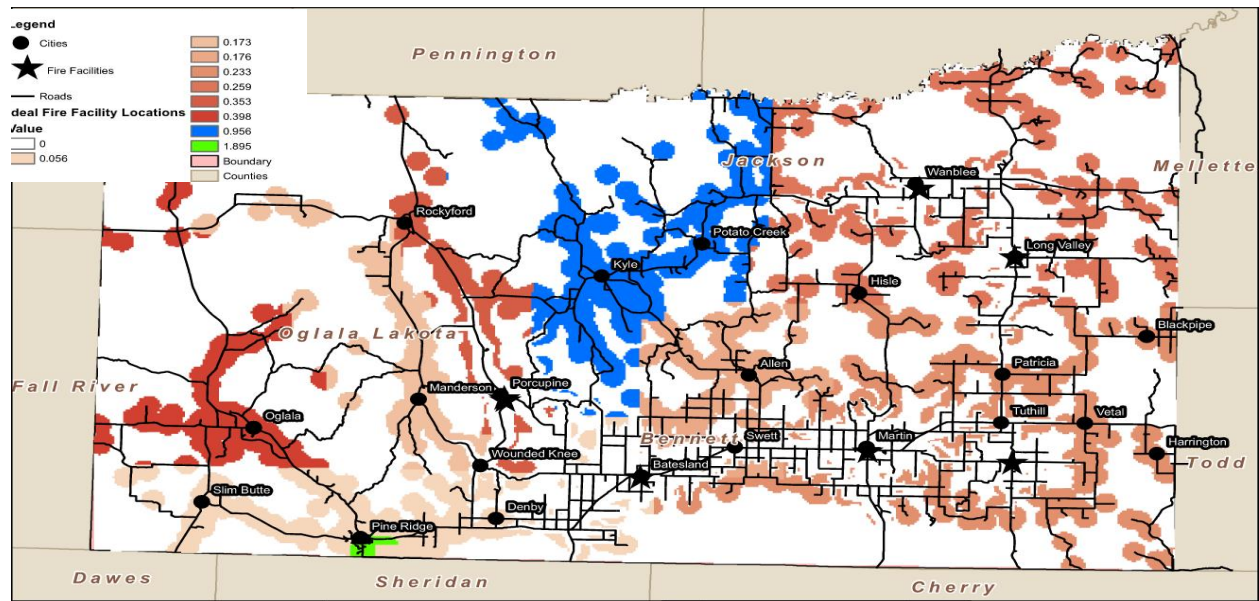 egend
Cities
Fire Facilities
Roads
deal Fire Facility Locations
Value
0
0.056
0.173
0.176
0.233
0.259
0.353
0.398
0.956
1.895
Boundary
Counties
Pennington
Jackson
Mellette
Wanblee
Rockyford
Potato Creek
Long Valley
Kyle
Hisle
Oglala Lakota
Blackpipe
Allen
Patricia
Fall River
Manderson
Porcupine
Oglala
Tuthill
Vetal
Bennett
Swett
Martin
Harrington
Todd
Wounded Knee
Batesland
Slim Butte
Denby
Pine Ridge
Dawes
Sheridan
Cherry